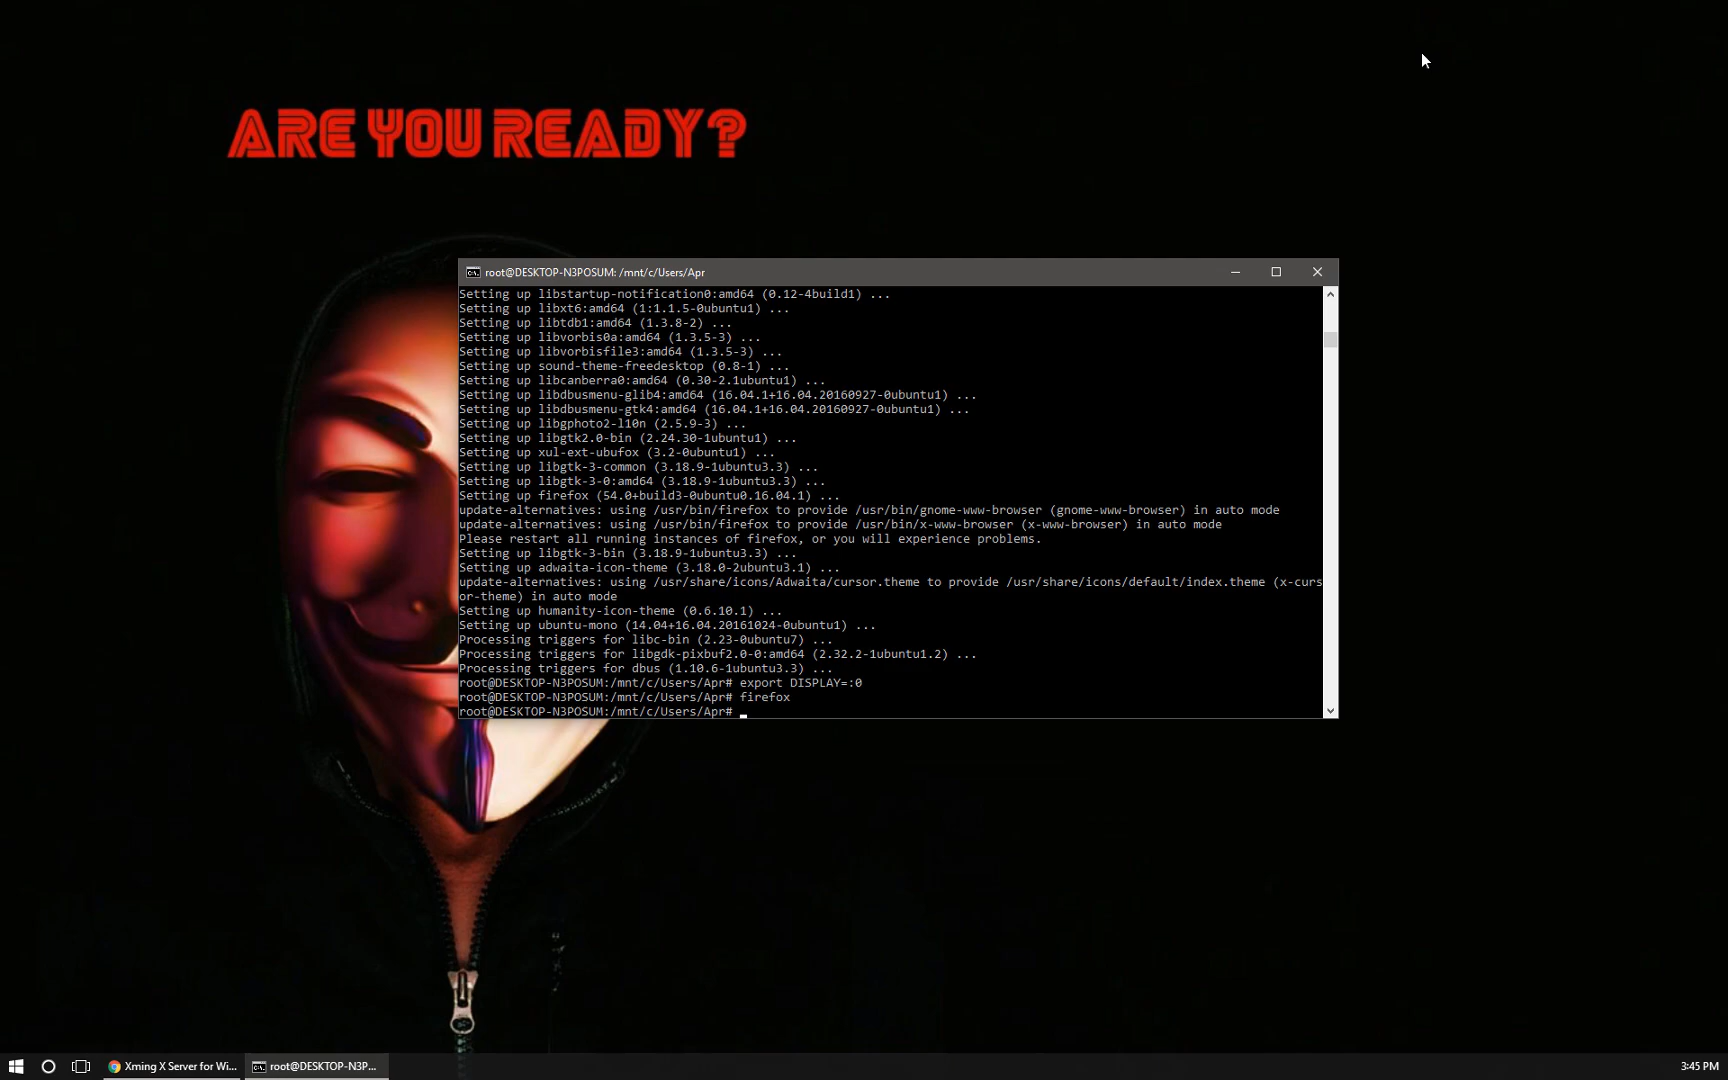 ARE YOU READY?
root@DESKTOP-N3POSUM: /mnt/c/Users/Apr
Setting up libstartup-notification0:amd64 (0.12-4build1) ...
Setting up libxt6:amd64 (1:1.1.5-0ubuntu1) ...
Setting up libtdb1:amd64 (1.3.8-2) ...
Setting up libvorbis0a:amd64 (1.3.5-3) ...
Setting up libvorbisfile3:amd64 (1.3.5-3) ...
Setting up sound-theme-freedesktop (0.8-1) ...
Setting up libcanberra0:amd64 (0.30-2.1ubuntu1) ...
Setting up libdbusmenu-glib4:amd64 (16.04.1+16.04.20160927-0ubuntu1) ...
Setting up libdbusmenu-gtk4:amd64 (16.04.1+16.04.20160927-0ubuntu1) ...
Setting up libgphoto2-l10n (2.5.9-3) ...
Setting up libgtk2.0-bin (2.24.30-1ubuntu1) ...
Setting up xul-ext-ubufox (3.2-0ubuntu1) ...
Setting up libgtk-3-common (3.18.9-1ubuntu3.3) ...
Setting up libgtk-3-0:amd64 (3.18.9-1ubuntu3.3) ...
Setting up firefox (54.0+build3-0ubuntu0.16.04.1) ...
update-alternatives: using /usr/bin/firefox to provide /usr/bin/gnome-www-browser (gnome-www-browser) in auto mode
update-alternatives: using /usr/bin/firefox to provide /usr/bin/x-www-browser (x-www-browser) in auto mode
Please restart all running instances of firefox, or you will experience problems.
Setting up libgtk-3-bin (3.18.9-1ubuntu3.3) ...
Setting up adwaita-icon-theme (3.18.0-2ubuntu3.1) ...
update-alternatives: using /usr/share/icons/Adwaita/cursor.theme to provide /usr/share/icons/default/index.theme (x-curs
or-theme) in auto mode
Setting up humanity-icon-theme (0.6.10.1) ...
Setting up ubuntu-mono (14.04+16.04.20161024-0ubuntu1) ...
Processing triggers for libc-bin (2.23-0ubuntu7) ...
Processing triggers for libgdk-pixbuf2.0-0:amd64 (2.32.2-1ubuntu1.2) ...
Processing triggers for dbus (1.10.6-1ubuntu3.3) ...
root@DESKTOP-N3POSUM:/mnt/c/Users/Apr# export DISPLAY=:0
root@DESKTOP-N3POSUM:/mnt/c/Users/Apr# firefox
root@DESKTOP-N3POSUM:/mnt/c/Users/Apr#
Xming X Server for Wi...
root@DESKTOP-N3P...
3:45 PM